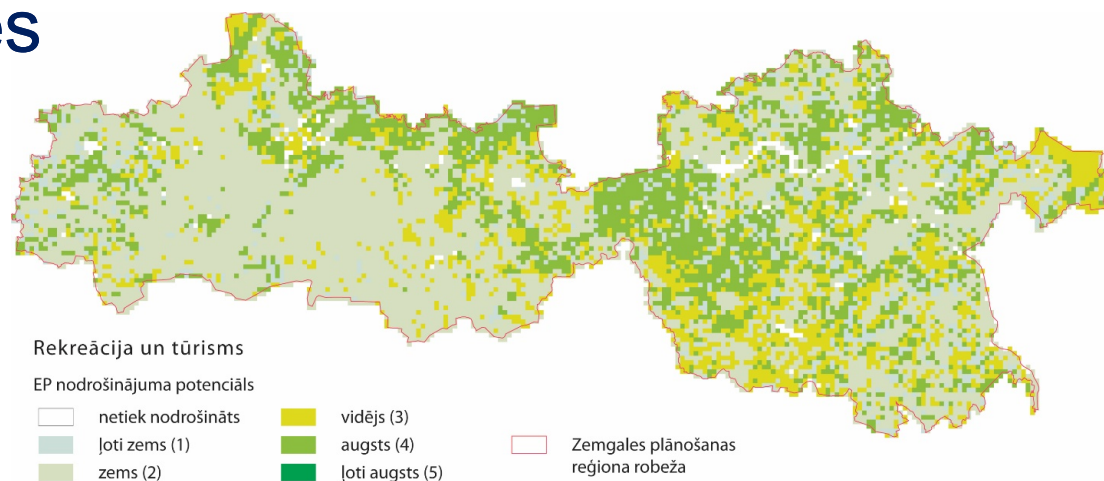 es
Rekreācija un tūrisms
EP nodrošinājuma potenciāls
netiek nodrošināts
ļoti zems (1)
zems (2)
vidējs (3)
augsts (4)
ļoti augsts (5)
Zemgales plānošanas
reģiona robeža